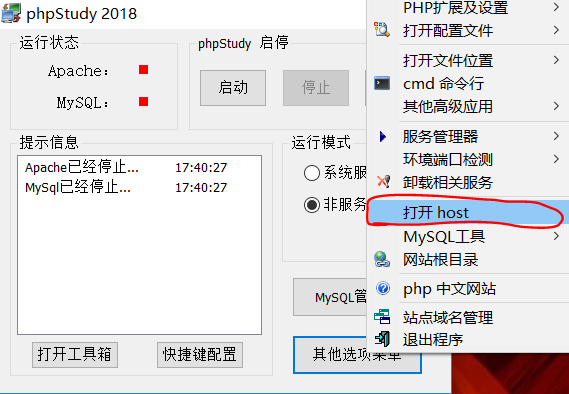 phpStudy 2018
运行状态
Apache:
MySQL:
phpStudy 启停
启动
停止
提示信息
Apache已经停止... 17:40:27
MySql已经停止... 17:40:27
运行模式
系统服
非服务
MySQL管
打开工具箱
快捷键配置
其他选项菜单
PHP扩展及设置
打开配置文件
打开文件位置
cmd 命令行
其他高级应用
服务管理器
环境端口检测
卸载相关服务
打开 host
MySQL工具
网站根目录
php 中文网站
站点域名管理
退出程序